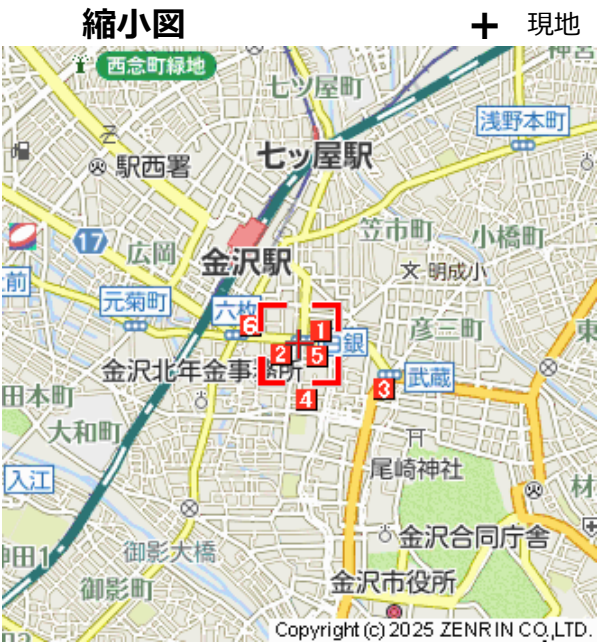 縮小図
＋ 現地
西念町緑地
七ツ屋町
浅野本町
駅西署
七ッ屋駅
17
広岡
笠市町
小橋町
金沢駅
文 明成小
前
元菊町
六枚
6
1
彦三町
東
2
5
白銀
金沢北年金事務所
武蔵
3
田本町
4
大和町
尾崎神社
入江
材
金沢合同庁舎
御影大橋
御影町
金沢市役所
Copyright (c) 2025 ZENRIN CO.,LTD.